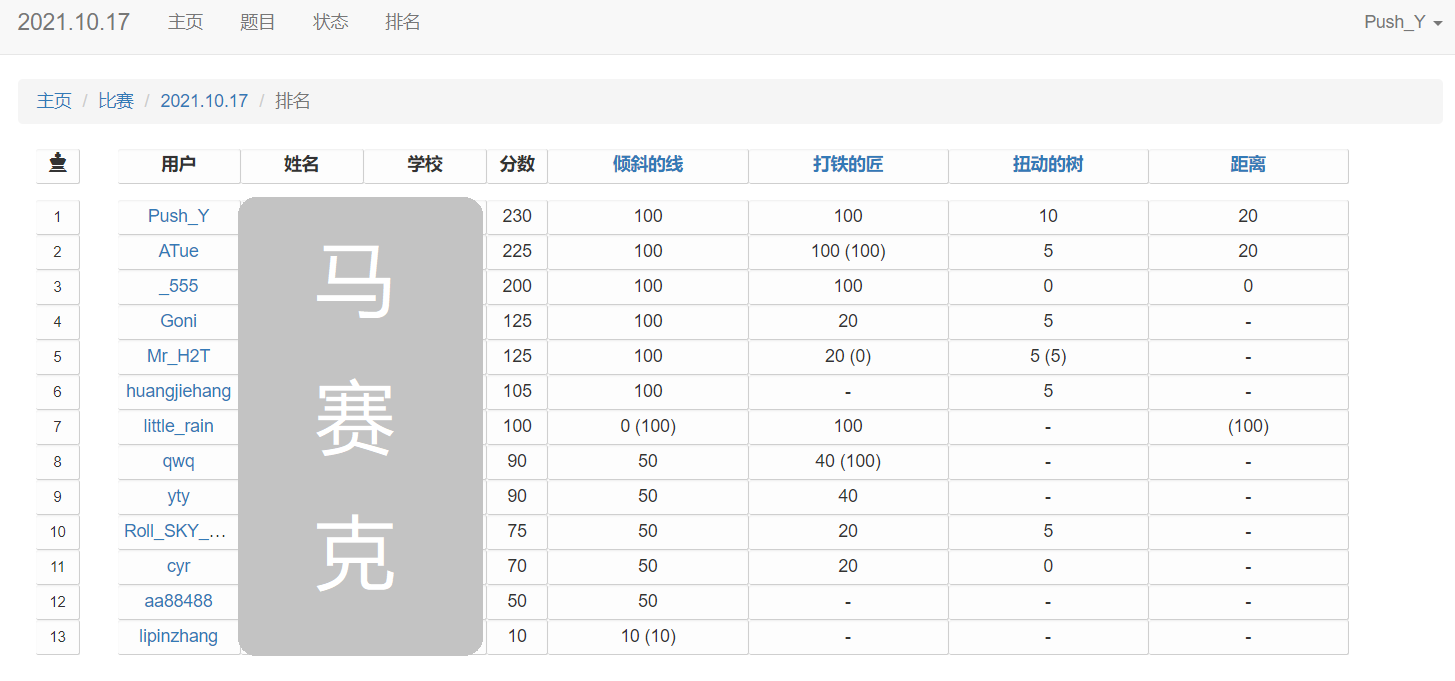 2021.10.17 主页 题目 状态 排名 Push_Y
主页 / 比赛 / 2021.10.17 / 排名
用户 姓名 学校 分数 倾斜的线 打铁的匠 扭动的树 距离
1 Push_Y 230 100 100 10 20
2 ATue 225 100 100 (100) 5 20
3 _555 200 100 100 0 0
4 Goni 125 100 20 5 -
5 Mr_H2T 125 100 20 (0) 5 (5) -
6 huangjiehang 105 100 - 5 -
7 little_rain 100 0 (100) 100 - (100)
8 qwq 90 50 40 (100) - -
9 yty 90 50 40 - -
10 Roll_SKY_... 75 50 20 5 -
11 cyr 70 50 20 0 -
12 aa88488 50 50 - - -
13 lipinzhang 10 10 (10) - - -
马
赛
克